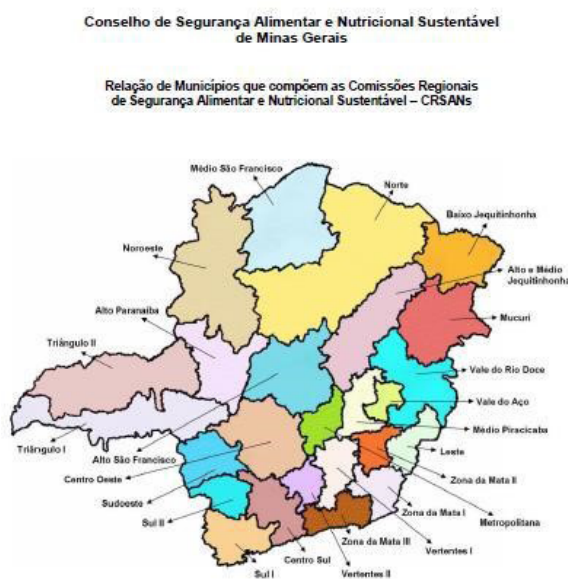 Conselho de Segurança Alimentar e Nutricional Sustentável
de Minas Gerais
Relação de Municípios que compõem as Comissões Regionais
de Segurança Alimentar e Nutricional Sustentável – CRSANs
Médio São Francisco
Norte
Baixo Jequitinhonha
Noroeste
Alto e Médio
Jequitinhonha
Alto Paranaíba
Mucuri
Triângulo II
Vale do Rio Doce
Vale do Aço
Médio Piracicaba
Triângulo I
Alto São Francisco
Leste
Centro Oeste
Zona da Mata II
Sudoeste
Zona da Mata I
Metropolitana
Sul II
Zona da Mata III
Vertentes I
Centro Sul
Sul I
Vertentes II